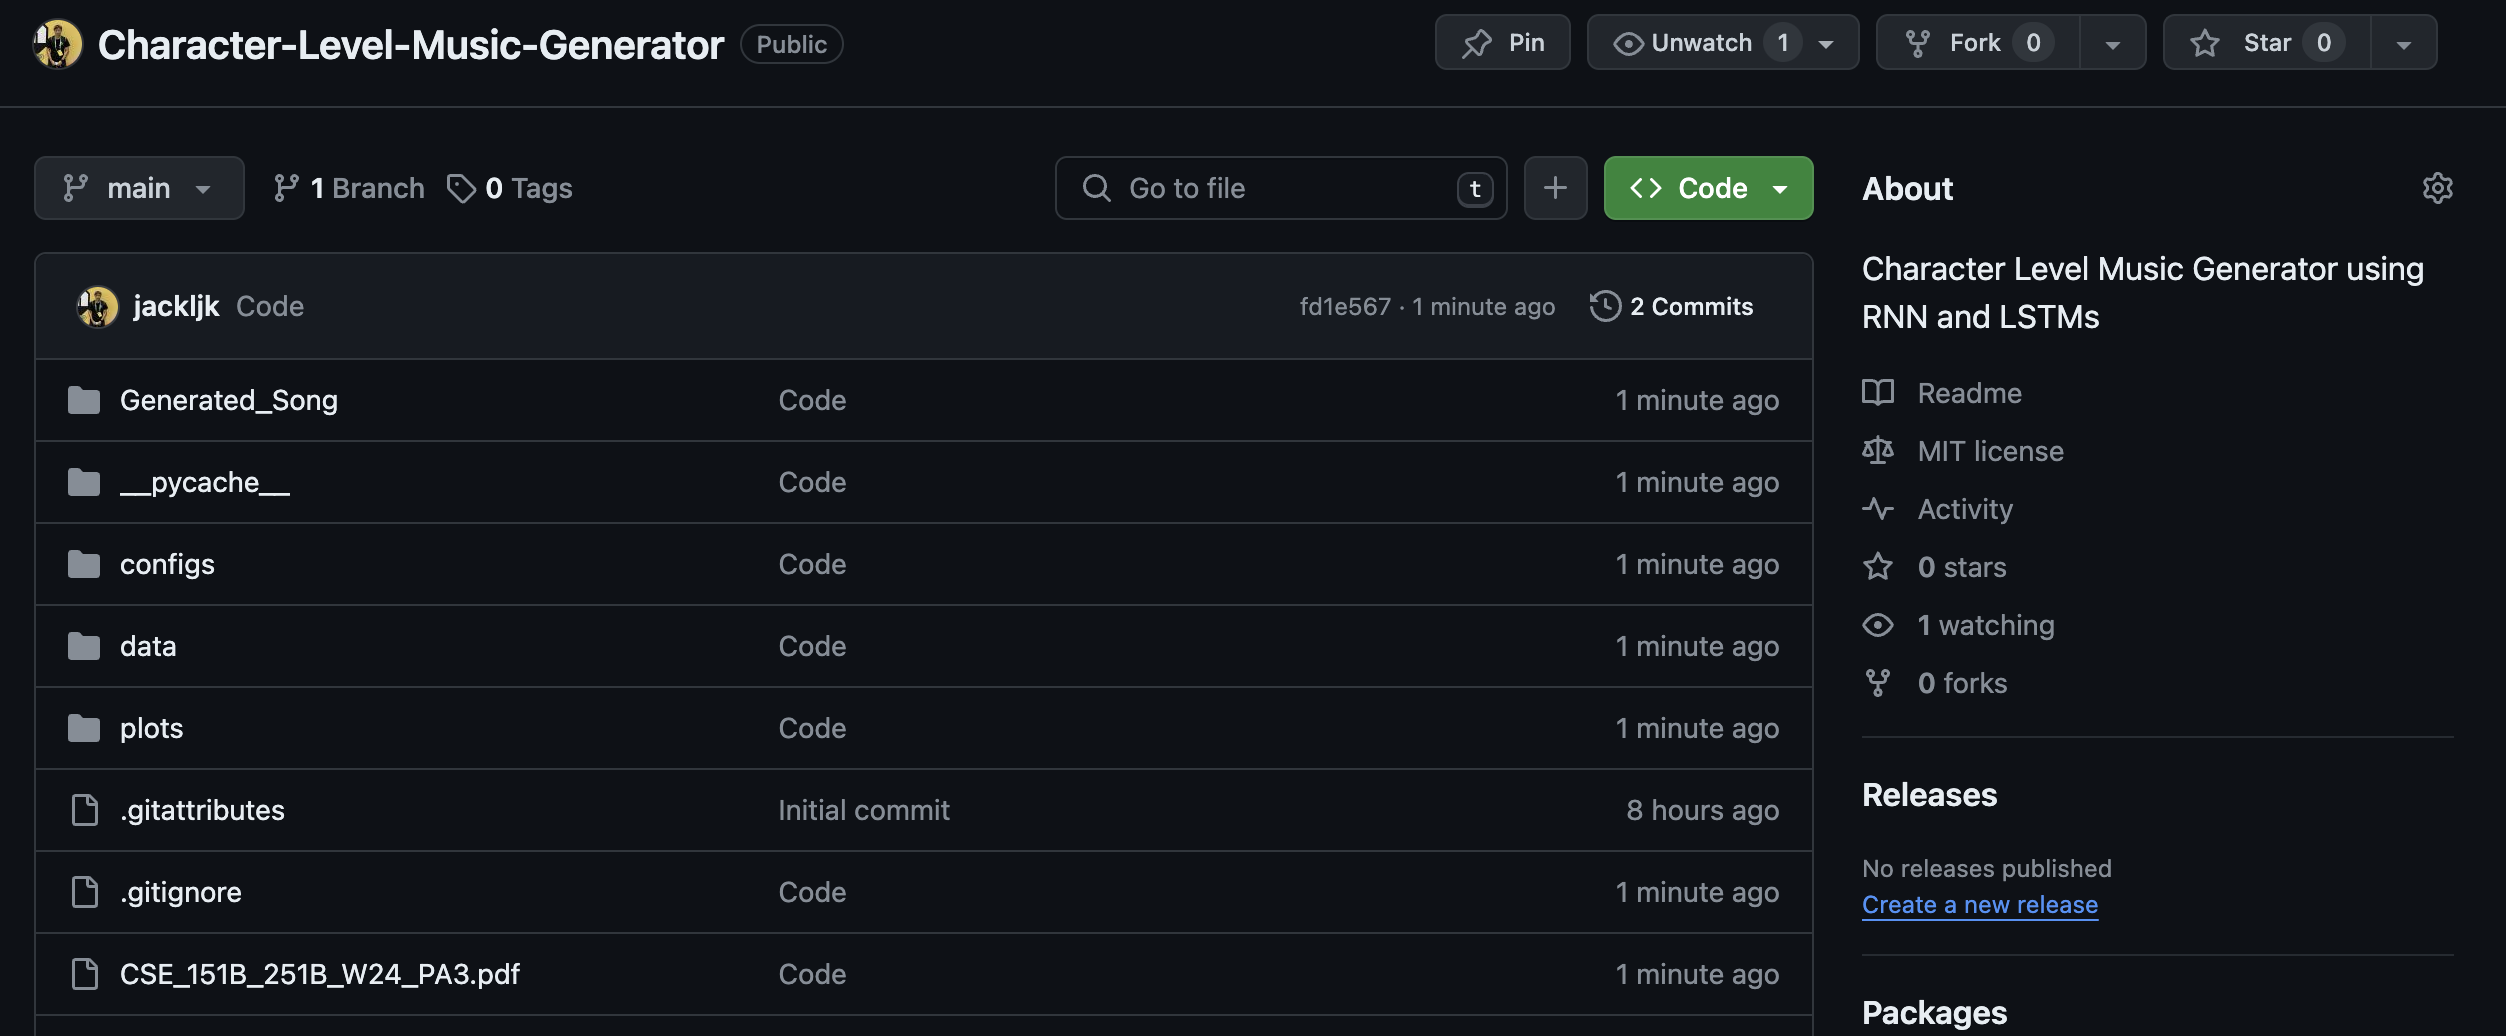 Character-Level-Music-Generator Public Pin Unwatch 1 Fork 0 Star 0
main 1 Branch 0 Tags Go to file t + Code
jackljk Code fd1e567 · 1 minute ago 2 Commits
Generated_Song Code 1 minute ago
__pycache__ Code 1 minute ago
configs Code 1 minute ago
data Code 1 minute ago
plots Code 1 minute ago
.gitattributes Initial commit 8 hours ago
.gitignore Code 1 minute ago
CSE_151B_251B_W24_PA3.pdf Code 1 minute ago
About
Character Level Music Generator using
RNN and LSTMs
Readme
MIT license
Activity
0 stars
1 watching
0 forks
Releases
No releases published
Create a new release
Packages